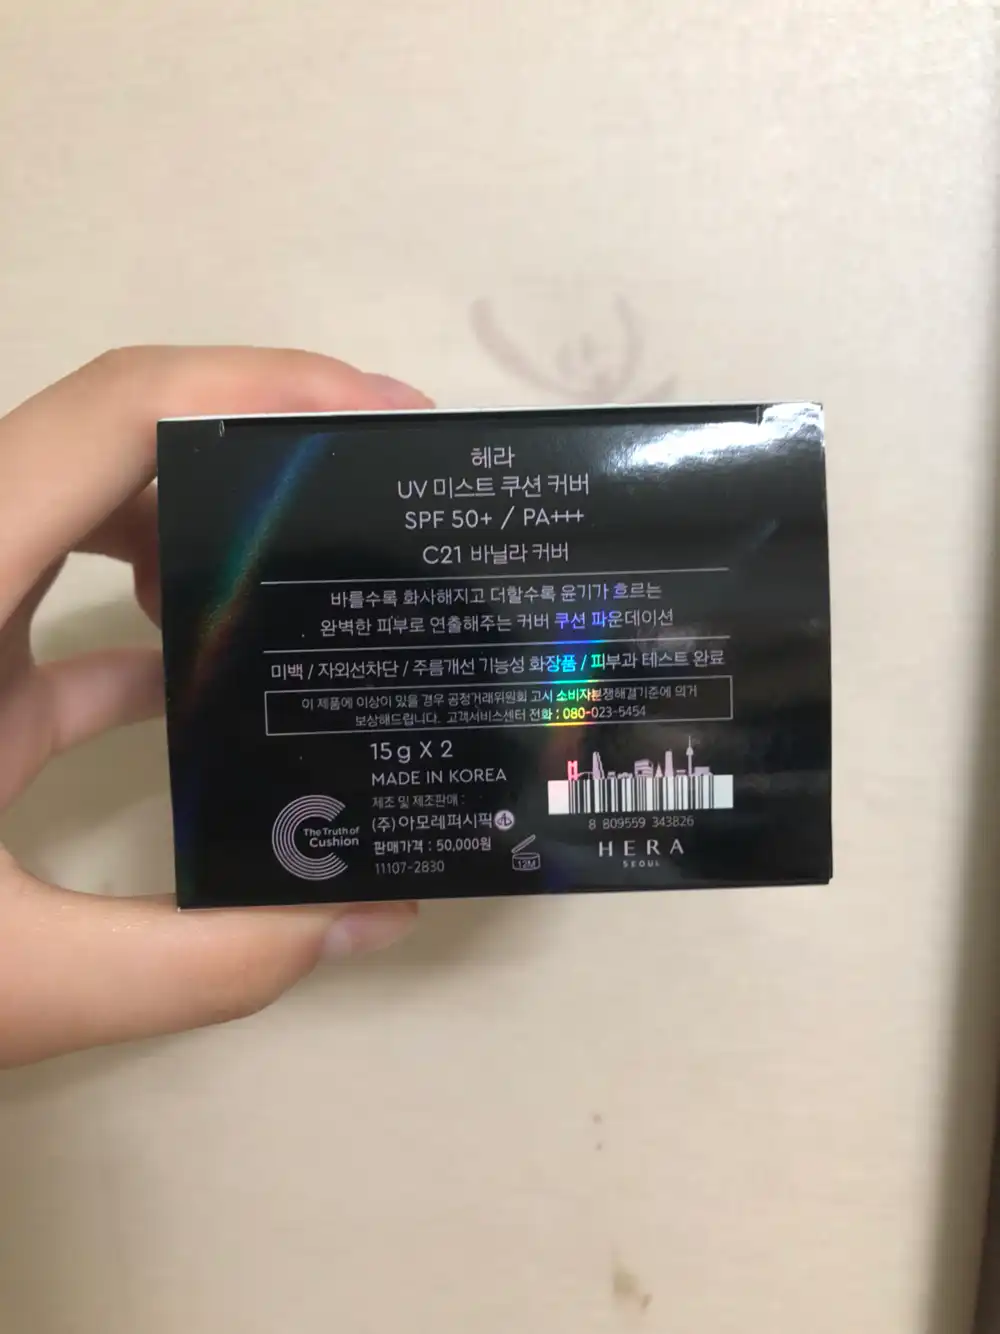 헤라
UV 미스트 쿠션 커버
SPF 50+ / PA+++
C21 바닐라 커버
바를수록 화사해지고 더할수록 윤기가 흐르는
완벽한 피부로 연출해주는 커버 쿠션 파운데이션
미백 / 자외선차단 / 주름개선 기능성 화장품 / 피부과 테스트 완료
이 제품에 이상이 있을 경우 공정거래위원회 고시 소비자분쟁해결기준에 의거
보상해드립니다. 고객서비스센터 전화 : 080-023-5454
15g X 2
MADE IN KOREA
제조 및 제조판매 :
(주)아모레퍼시픽
판매가격 : 50,000원
11107-2830
The Truth of
Cushion
12M
8 809559 343826
HERA
SEOUL